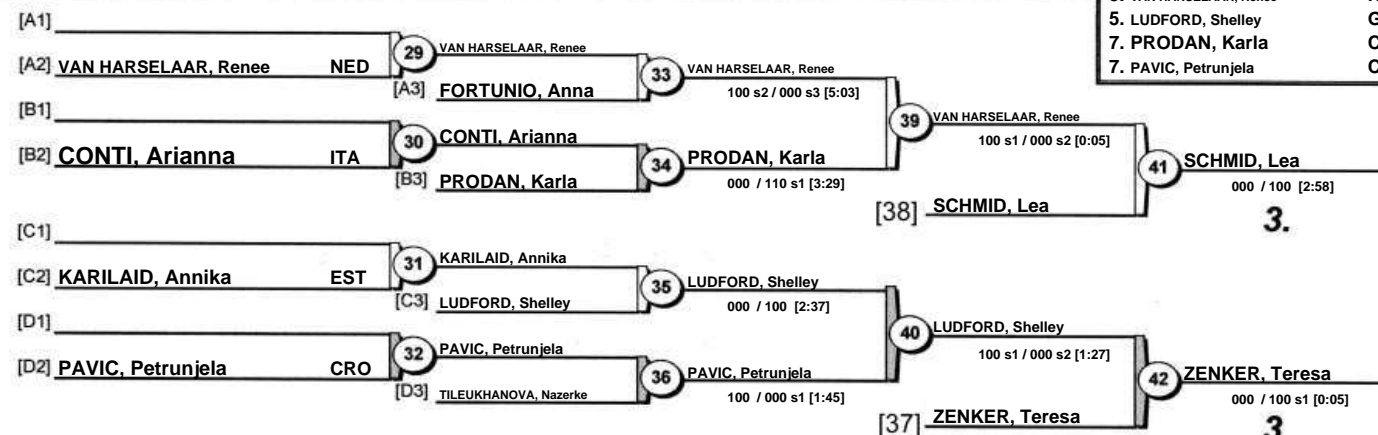 [A1]
[A2] VAN HARSELAAR, Renee NED
29
VAN HARSELAAR, Renee
[A3] FORTUNIO, Anna
33
VAN HARSELAAR, Renee
100 s2 / 000 s3 [5:03]
[B1]
[B2] CONTI, Arianna ITA
30
CONTI, Arianna
[B3] PRODAN, Karla
34
PRODAN, Karla
000 / 110 s1 [3:29]
39
VAN HARSELAAR, Renee
100 s1 / 000 s2 [0:05]
[38] SCHMID, Lea
41
SCHMID, Lea
000 / 100 [2:58]
3.
[C1]
[C2] KARILAID, Annika EST
31
KARILAID, Annika
[C3] LUDFORD, Shelley
35
LUDFORD, Shelley
000 / 100 [2:37]
[D1]
[D2] PAVIC, Petrunjela CRO
32
PAVIC, Petrunjela
[D3] TILEUKHANOVA, Nazerke
36
PAVIC, Petrunjela
100 / 000 s1 [1:45]
40
LUDFORD, Shelley
100 s1 / 000 s2 [1:27]
[37] ZENKER, Teresa
42
ZENKER, Teresa
000 / 100 s1 [0:05]
3
5. LUDFORD, Shelley G
7. PRODAN, Karla C
7. PAVIC, Petrunjela C